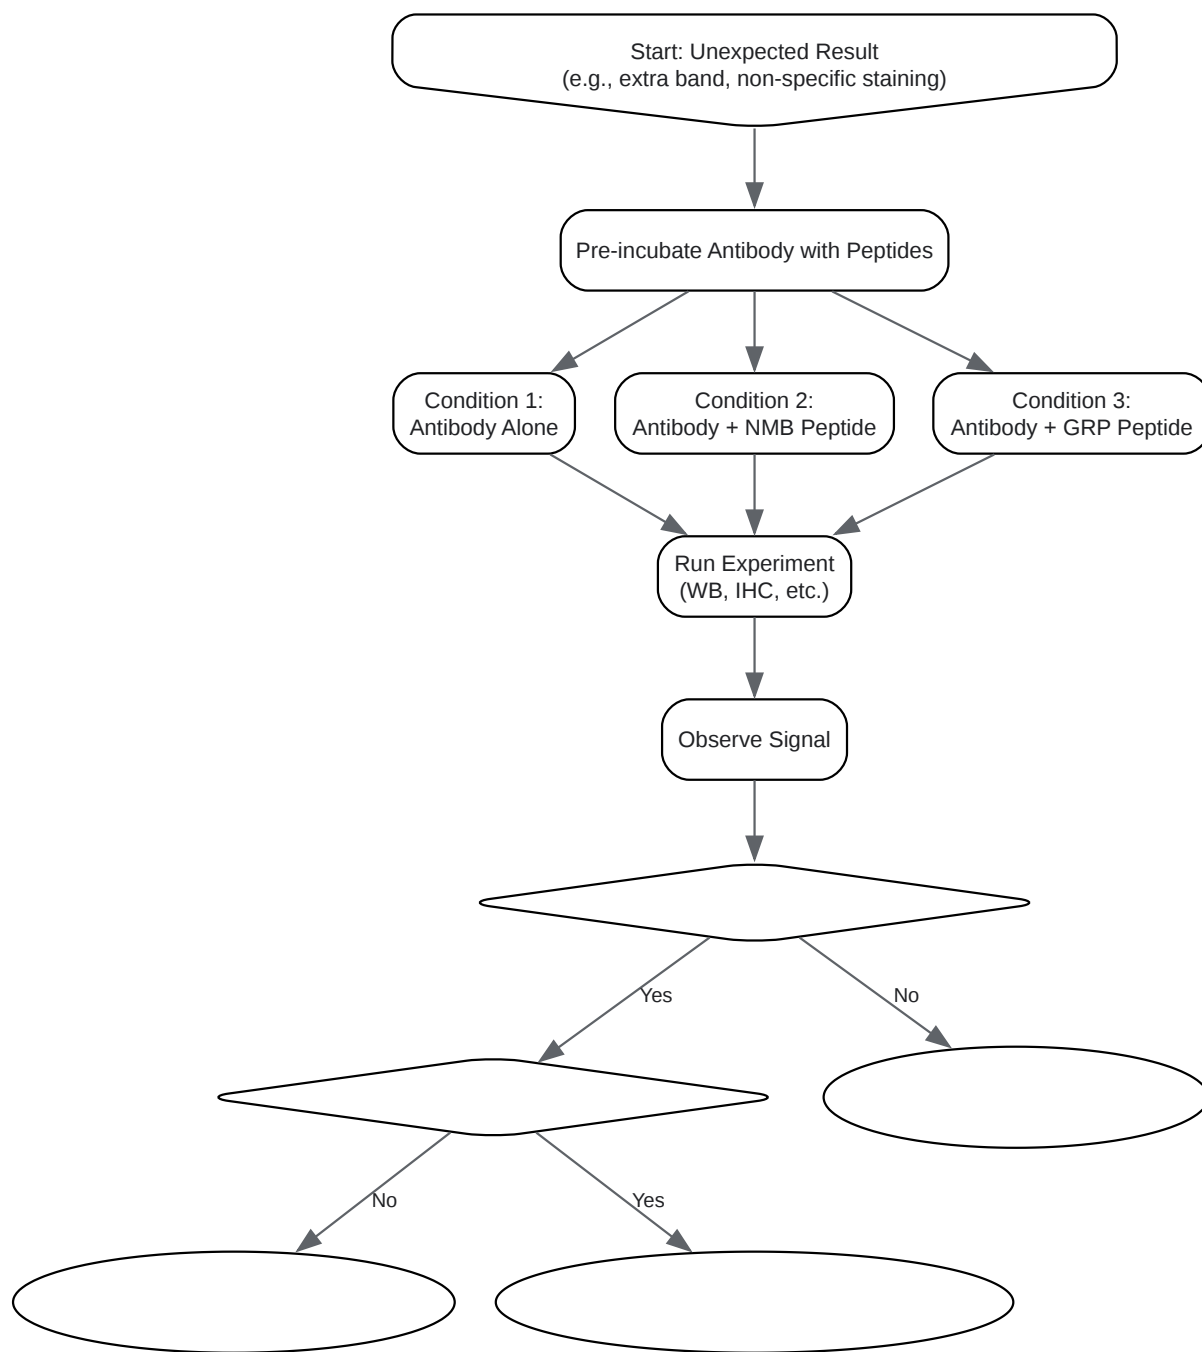 Start: Unexpected Result
(e.g., extra band, non-specific staining)
Pre-incubate Antibody with Peptides
Condition 1:
Antibody Alone
Condition 2:
Antibody + NMB Peptide
Condition 3:
Antibody + GRP Peptide
Run Experiment
(WB, IHC, etc.)
Observe Signal
Yes
No
No
Yes